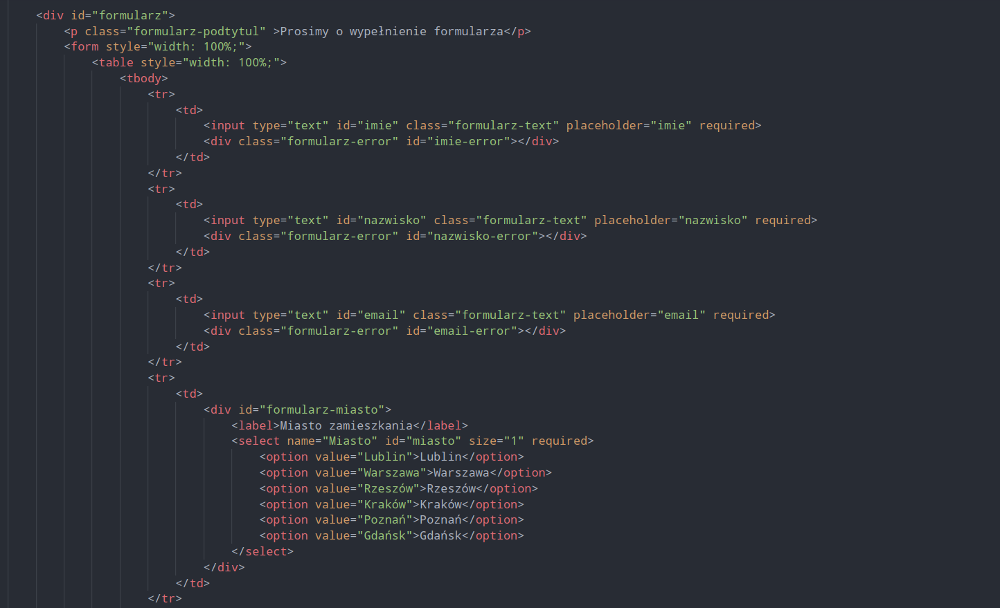 <div id="formularz">
<p class="formularz-podtytul" >Prosimy o wypełnienie formularza</p>
<form style="width: 100%;">
<table style="width: 100%;">
<tbody>
<tr>
<td>
<input type="text" id="imie" class="formularz-text" placeholder="imie" required>
<div class="formularz-error" id="imie-error"></div>
</td>
</tr>
<tr>
<td>
<input type="text" id="nazwisko" class="formularz-text" placeholder="nazwisko" required>
<div class="formularz-error" id="nazwisko-error"></div>
</td>
</tr>
<tr>
<td>
<input type="text" id="email" class="formularz-text" placeholder="email" required>
<div class="formularz-error" id="email-error"></div>
</td>
</tr>
<tr>
<td>
<div id="formularz-miasto">
<label>Miasto zamieszkania</label>
<select name="Miasto" id="miasto" size="1" required>
<option value="Lublin">Lublin</option>
<option value="Warszawa">Warszawa</option>
<option value="Rzeszów">Rzeszów</option>
<option value="Kraków">Kraków</option>
<option value="Poznań">Poznań</option>
<option value="Gdańsk">Gdańsk</option>
</select>
</div>
</td>
</tr>